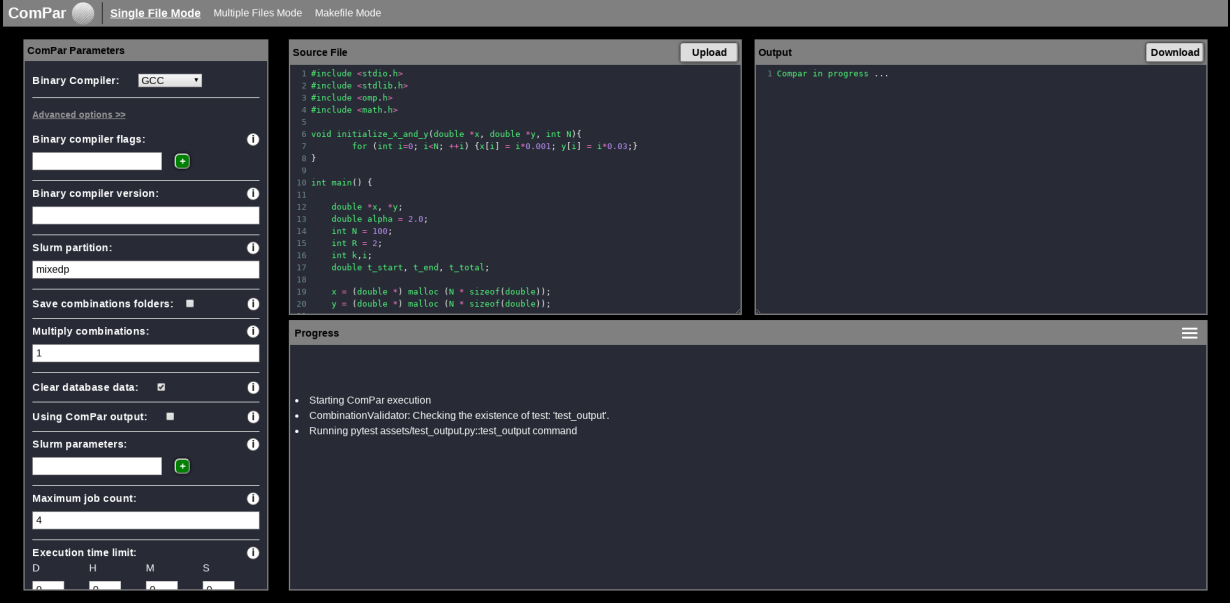 ComPar Single File Mode Multiple Files Mode Makefile Mode
ComPar Parameters
Binary Compiler: GCC
Advanced options >>
Binary compiler flags: i
+
Binary compiler version: i
Slurm partition: i
mixedp
Save combinations folders: i
Multiply combinations: i
1
Clear database data: i
Using ComPar output: i
Slurm parameters: i
+
Maximum job count: i
4
Execution time limit: i
D H M S
Source File Upload
1 #include <stdio.h>
2 #include <stdlib.h>
3 #include <omp.h>
4 #include <math.h>
5
6 void initialize_x_and_y(double *x, double *y, int N){
7 for (int i=0; i<N; ++i) {x[i] = i*0.001; y[i] = i*0.03;}
8 }
9
10 int main() {
11
12 double *x, *y;
13 double alpha = 2.0;
14 int N = 100;
15 int R = 2;
16 int k,i;
17 double t_start, t_end, t_total;
18
19 x = (double *) malloc (N * sizeof(double));
20 y = (double *) malloc (N * sizeof(double));
Output Download
1 Compar in progress ...
Progress
• Starting ComPar execution
• CombinationValidator: Checking the existence of test: 'test_output'.
• Running pytest assets/test_output.py::test_output command